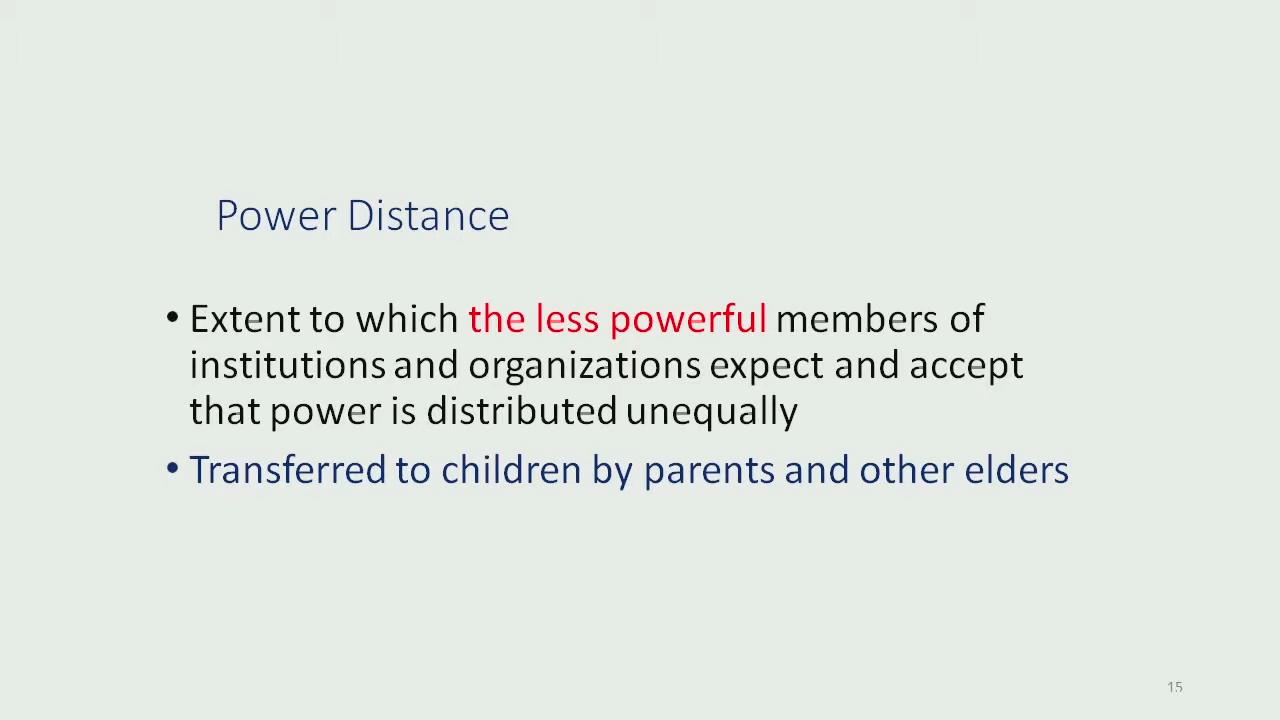 Power Distance
• Extent to which the less powerful members of
institutions and organizations expect and accept
that power is distributed unequally
• Transferred to children by parents and other elders
15